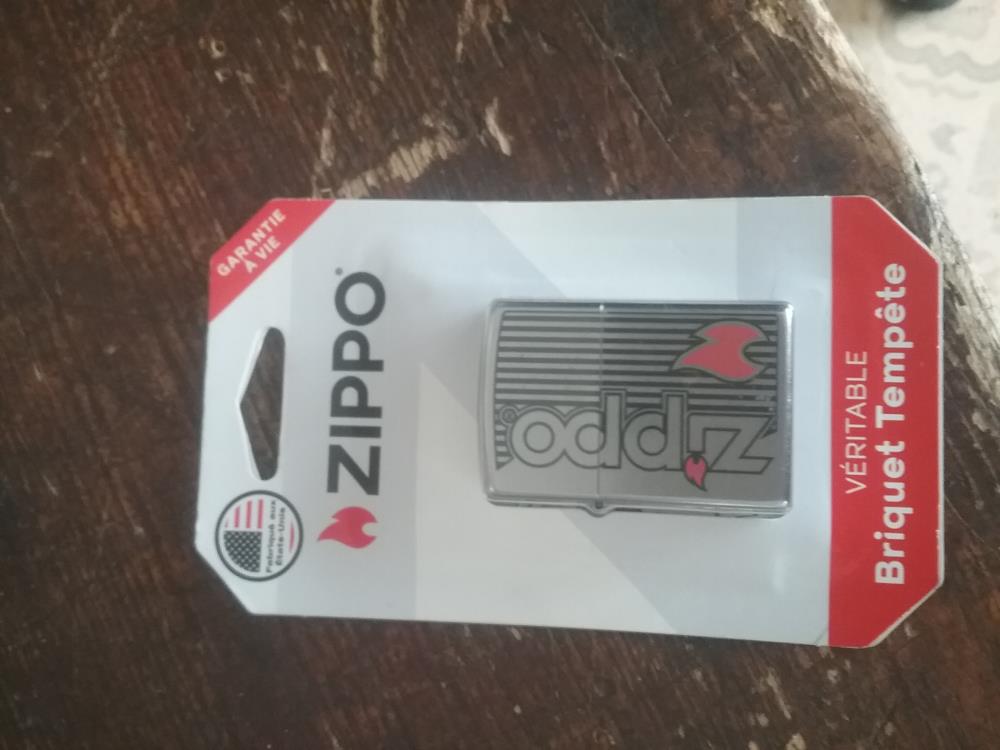 GARANTIE
À VIE
ZIPPO
Fabriqué aux
États-Unis
Zippo
VÉRITABLE
Briquet Tempête